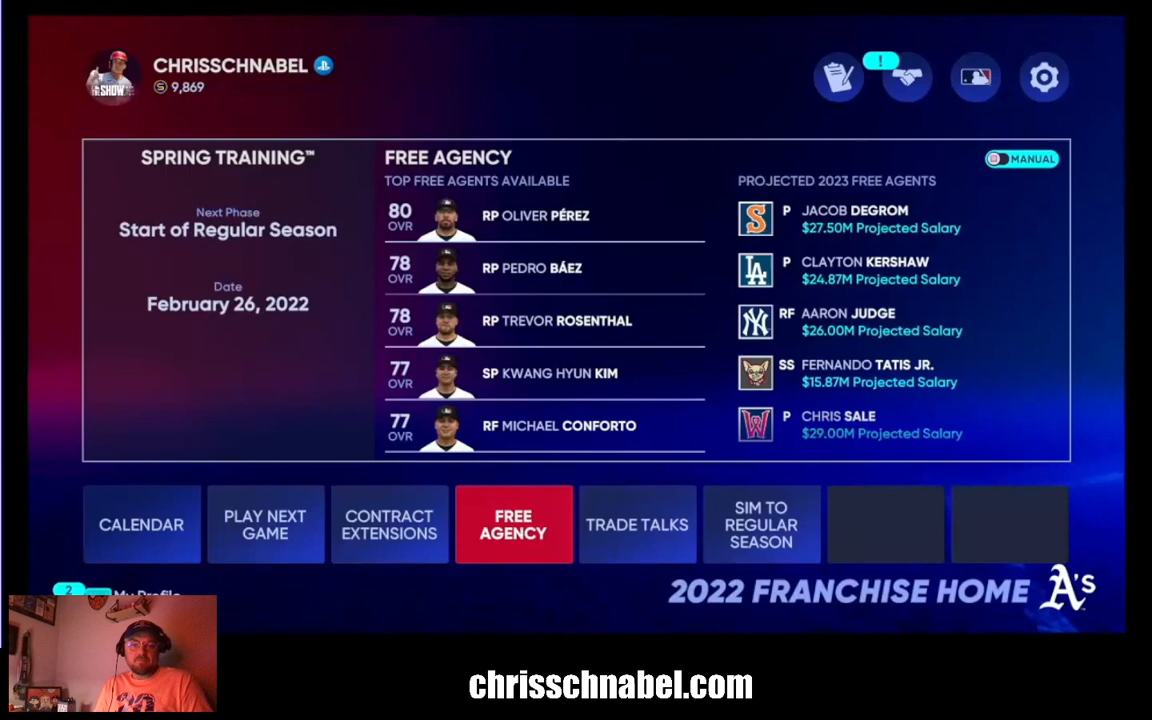 CHRISSCHNABEL
9,869
!
SPRING TRAINING™
Next Phase
Start of Regular Season
Date
February 26, 2022
FREE AGENCY
TOP FREE AGENTS AVAILABLE
80 OVR RP OLIVER PÉREZ
78 OVR RP PEDRO BÁEZ
78 OVR RP TREVOR ROSENTHAL
77 OVR SP KWANG HYUN KIM
77 OVR RF MICHAEL CONFORTO
MANUAL
PROJECTED 2023 FREE AGENTS
P JACOB DEGROM
$27.50M Projected Salary
P CLAYTON KERSHAW
$24.87M Projected Salary
RF AARON JUDGE
$26.00M Projected Salary
SS FERNANDO TATIS JR.
$15.87M Projected Salary
P CHRIS SALE
$29.00M Projected Salary
CALENDAR
PLAY NEXT
GAME
CONTRACT
EXTENSIONS
FREE
AGENCY
TRADE TALKS
SIM TO
REGULAR
SEASON
2 My Profile
2022 FRANCHISE HOME A's
chrisschnabel.com